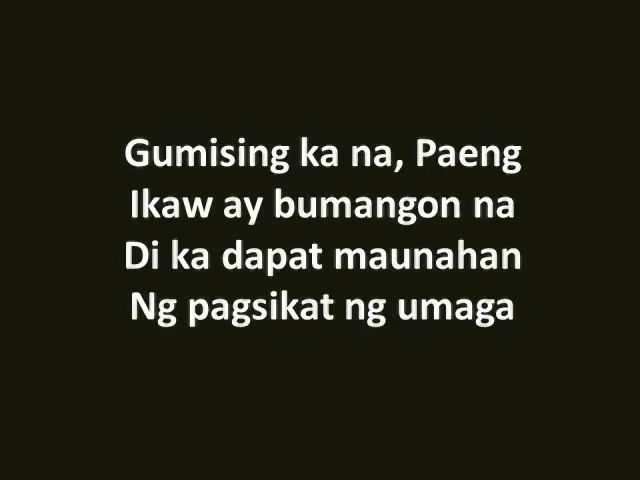 Gumising ka na, Paeng
Ikaw ay bumangon na
Di ka dapat maunahan
Ng pagsikat ng umaga